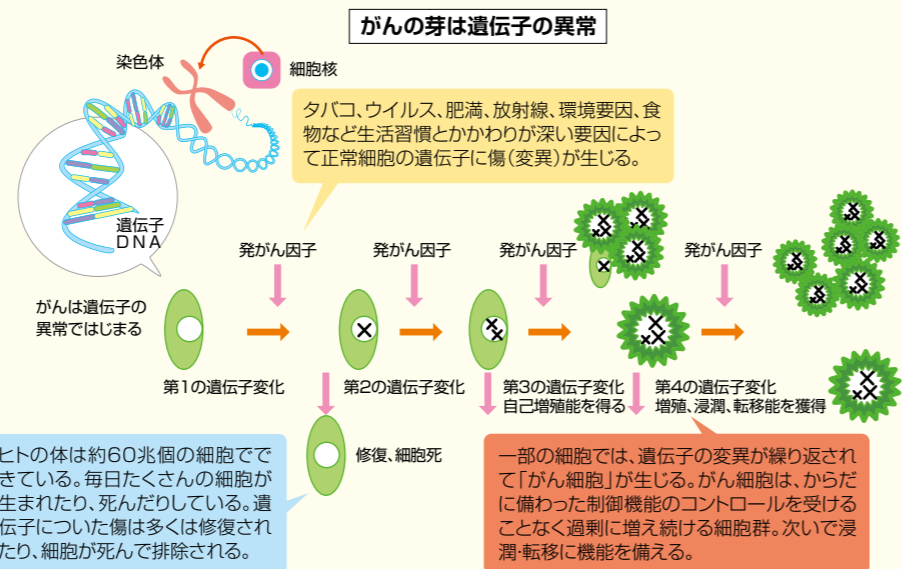 がんの芽は遺伝子の異常
染色体
細胞核
タバコ、ウイルス、肥満、放射線、環境要因、食
物など生活習慣とかかわりが深い要因によっ
て正常細胞の遺伝子に傷（変異）が生じる。
遺伝子
DNA
発がん因子
発がん因子
発がん因子
発がん因子
がんは遺伝子の
異常ではじまる
第1の遺伝子変化
第2の遺伝子変化
第3の遺伝子変化
自己増殖能を得る
第4の遺伝子変化
増殖、浸潤、転移能を獲得
修復、細胞死
ヒトの体は約60兆個の細胞でで
きている。毎日たくさんの細胞が
生まれたり、死んだりしている。遺
伝子についた傷は多くは修復され
たり、細胞が死んで排除される。
一部の細胞では、遺伝子の変異が繰り返され
て「がん細胞」が生じる。がん細胞は、からだ
に備わった制御機能のコントロールを受ける
ことなく過剰に増え続ける細胞群。次いで浸
潤・転移に機能を備える。